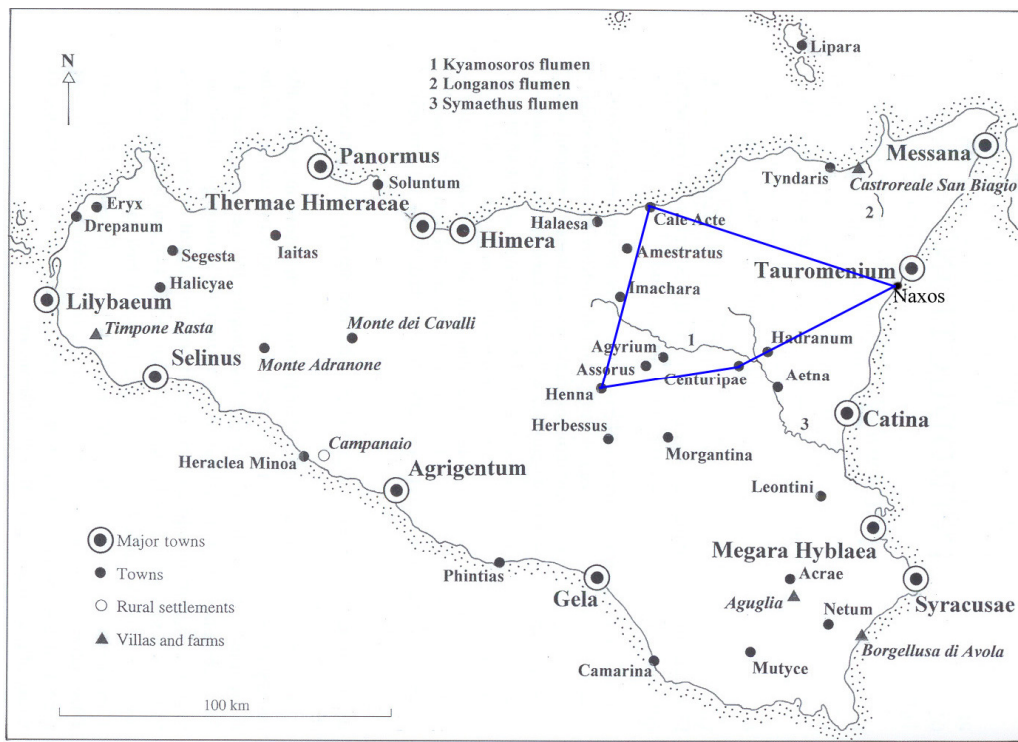 N
1 Kyamosoros flumen
2 Longanos flumen
3 Symaethus flumen
Lipara
Panormus
Soluntum
Messana
Tyndaris
Castroreale San Biagio
2
Eryx
Drepanum
Thermae Himeraeae
Himera
Halaesa
Cale Acte
Segesta
Iaitas
Amestratus
Tauromenium
Naxos
Halicyae
Lilybaeum
Imachara
Timpone Rasta
Monte dei Cavalli
Monte Adranone
Selinus
1
Agyrium
Assorus
Hadranum
Centuripae
Aetna
Henna
Catina
Herbessus
3
Morgantina
Heraclea Minoa
Campanaio
Agrigentum
Leontini
Megara Hyblaea
Phintias
Gela
Acrae
Aguglia
Syracusae
Netum
Camarina
Mutyce
Borgellusa di Avola
Major towns
Towns
Rural settlements
Villas and farms
100 km